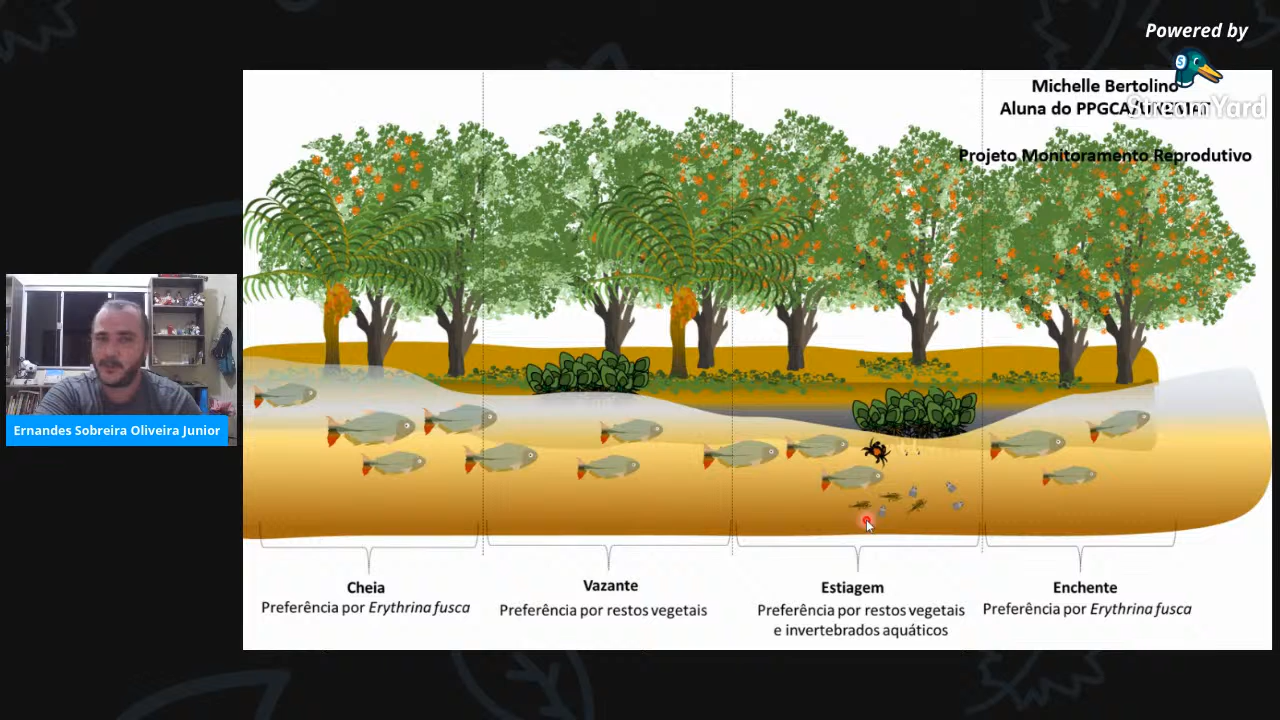 Powered by
StreamYard
Michelle Bertolino
Aluna do PPGCA/UNEMAT
Projeto Monitoramento Reprodutivo
Ernandes Sobreira Oliveira Junior
Cheia
Preferência por Erythrina fusca
Vazante
Preferência por restos vegetais
Estiagem
Preferência por restos vegetais
e invertebrados aquáticos
Enchente
Preferência por Erythrina fusca